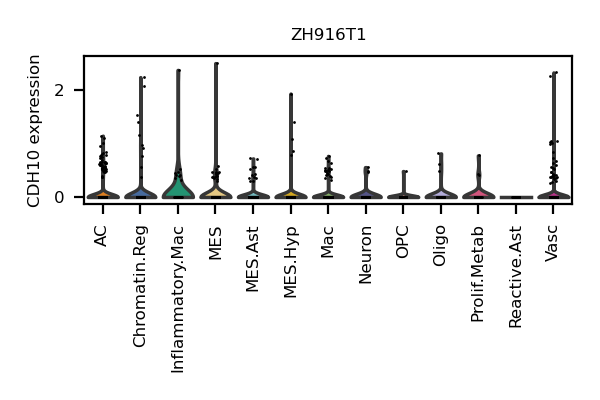 ZH916T1
CDH10 expression
2
0
AC
Chromatin.Reg
Inflammatory.Mac
MES
MES.Ast
MES.Hyp
Mac
Neuron
OPC
Oligo
Prolif.Metab
Reactive.Ast
Vasc